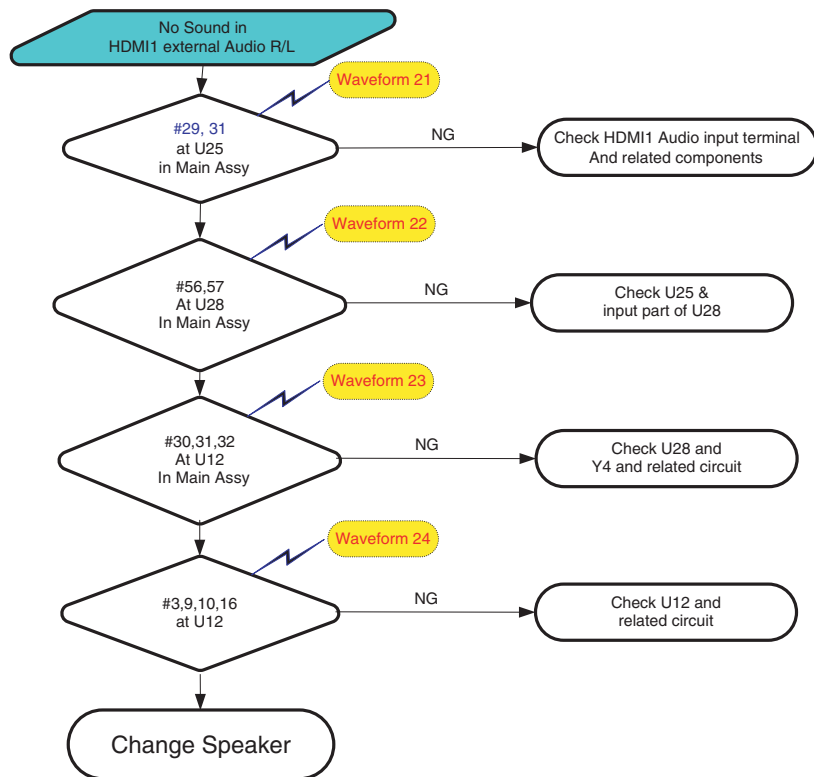 No Sound in
HDMI1 external Audio R/L
Waveform 21
#29, 31
at U25
in Main Assy
NG
Check HDMI1 Audio input terminal
And related components
Waveform 22
#56,57
At U28
In Main Assy
NG
Check U25 &
input part of U28
Waveform 23
#30,31,32
At U12
In Main Assy
NG
Check U28 and
Y4 and related circuit
Waveform 24
#3,9,10,16
at U12
NG
Check U12 and
related circuit
Change Speaker